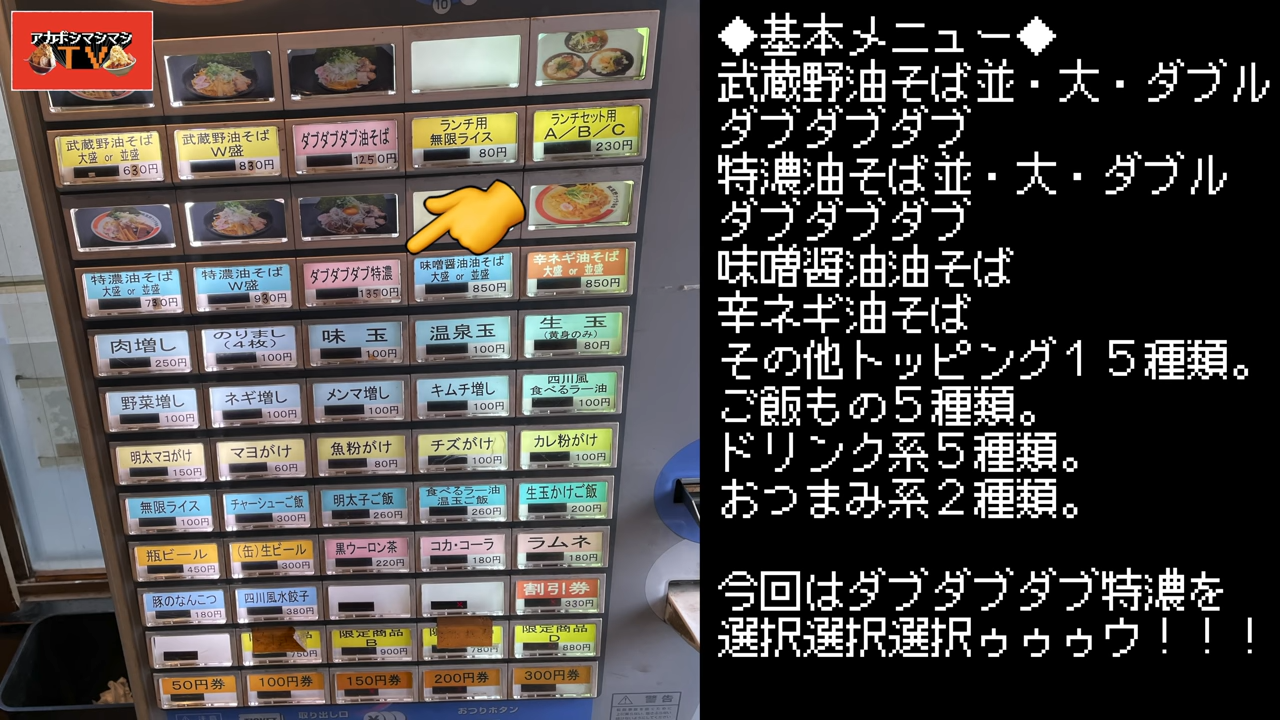 アカボシマシマシ
TV
10
武蔵野油そば
大盛 or 並盛
630円
武蔵野油そば
W盛
830円
ダブダブダブ油そば
1250円
ランチ用
無限ライス
80円
ランチセット用
A/B/C
230円
特濃油そば
大盛 or 並盛
730円
特濃油そば
W盛
930円
ダブダブダブ特濃
1350円
味噌醤油油そば
大盛 or 並盛
850円
辛ネギ油そば
大盛 or 並盛
850円
肉増し
250円
のりまし
(4枚)
100円
味玉
100円
温泉玉
100円
生玉
(黄身のみ)
80円
野菜増し
100円
ネギ増し
100円
メンマ増し
100円
キムチ増し
100円
四川風
食べるラー油
100円
明太マヨがけ
150円
マヨがけ
60円
魚粉がけ
80円
チズがけ
100円
カレ粉がけ
100円
無限ライス
100円
チャーシューご飯
300円
明太子ご飯
260円
食べるラー油
温玉ご飯
260円
生玉かけご飯
200円
瓶ビール
450円
(缶)生ビール
300円
黒ウーロン茶
220円
コカ・コーラ
180円
ラムネ
180円
豚のなんこつ
180円
四川風水餃子
380円
円
円
割引券
330円
円
750円
限定商品
B
900円
780円
限定商品
D
880円
50円券
100円券
150円券
200円券
300円券
取り出し口
おつりボタン
警告
◆基本メニュー◆
武蔵野油そば並・大・ダブル
ダブダブダブ
特濃油そば並・大・ダブル
ダブダブダブ
味噌醤油油そば
辛ネギ油そば
その他トッピング15種類。
ご飯もの5種類。
ドリンク系5種類。
おつまみ系2種類。
今回はダブダブダブ特濃を
選択選択選択ゥゥゥウ!!!